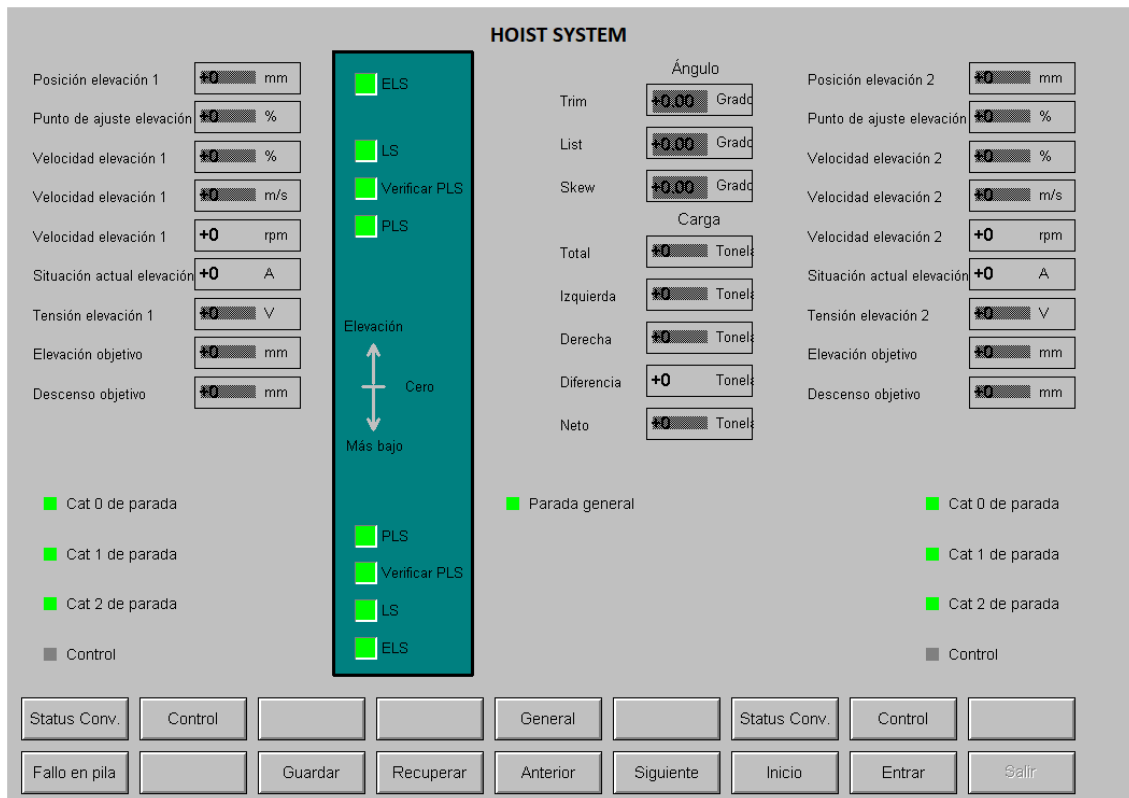 HOIST SYSTEM
Posición elevación 1 +0 mm
Punto de ajuste elevación +0 %
Velocidad elevación 1 +0 %
Velocidad elevación 1 +0 m/s
Velocidad elevación 1 +0 rpm
Situación actual elevación +0 A
Tensión elevación 1 +0 V
Elevación objetivo +0 mm
Descenso objetivo +0 mm
ELS
LS
Verificar PLS
PLS
Elevación
Cero
Más bajo
PLS
Verificar PLS
LS
ELS
Ángulo
Trim +0.00 Grado
List +0.00 Grado
Skew +0.00 Grado
Carga
Total +0 Tonela
Izquierda +0 Tonela
Derecha +0 Tonela
Diferencia +0 Tonela
Neto +0 Tonela
Posición elevación 2 +0 mm
Punto de ajuste elevación +0 %
Velocidad elevación 2 +0 %
Velocidad elevación 2 +0 m/s
Velocidad elevación 2 +0 rpm
Situación actual elevación +0 A
Tensión elevación 2 +0 V
Elevación objetivo +0 mm
Descenso objetivo +0 mm
Cat 0 de parada
Cat 1 de parada
Cat 2 de parada
Control
Parada general
Cat 0 de parada
Cat 1 de parada
Cat 2 de parada
Control
Status Conv. Control General Status Conv. Control
Fallo en pila Guardar Recuperar Anterior Siguiente Inicio Entrar Salir